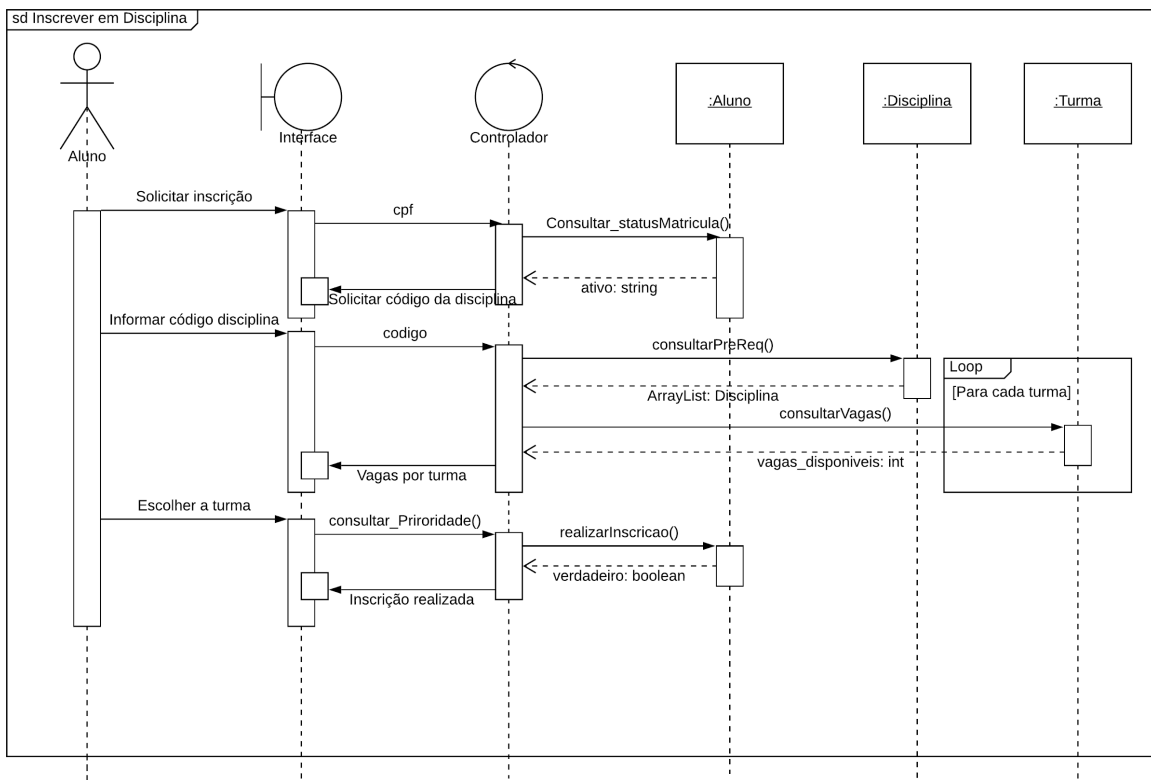 sd Inscrever em Disciplina
Aluno
Interface
Controlador
:Aluno
:Disciplina
:Turma
Solicitar inscrição
cpf
Consultar_statusMatricula()
ativo: string
Solicitar código da disciplina
Informar código disciplina
codigo
consultarPreReq()
Loop
[Para cada turma]
ArrayList: Disciplina
consultarVagas()
vagas_disponiveis: int
Vagas por turma
Escolher a turma
consultar_Priroridade()
realizarInscricao()
verdadeiro: boolean
Inscrição realizada